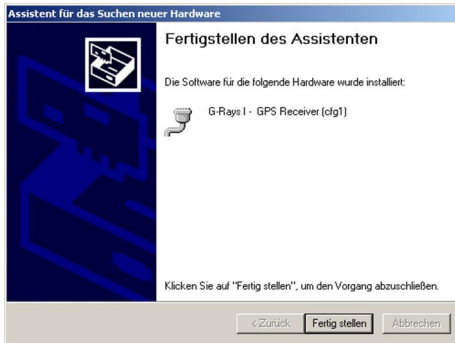 Assistent für das Suchen neuer Hardware
Fertigstellen des Assistenten
Die Software für die folgende Hardware wurde installiert:
G-Rays I - GPS Receiver (cfg1)
Klicken Sie auf "Fertig stellen", um den Vorgang abzuschließen.
< Zurück Fertig stellen Abbrechen